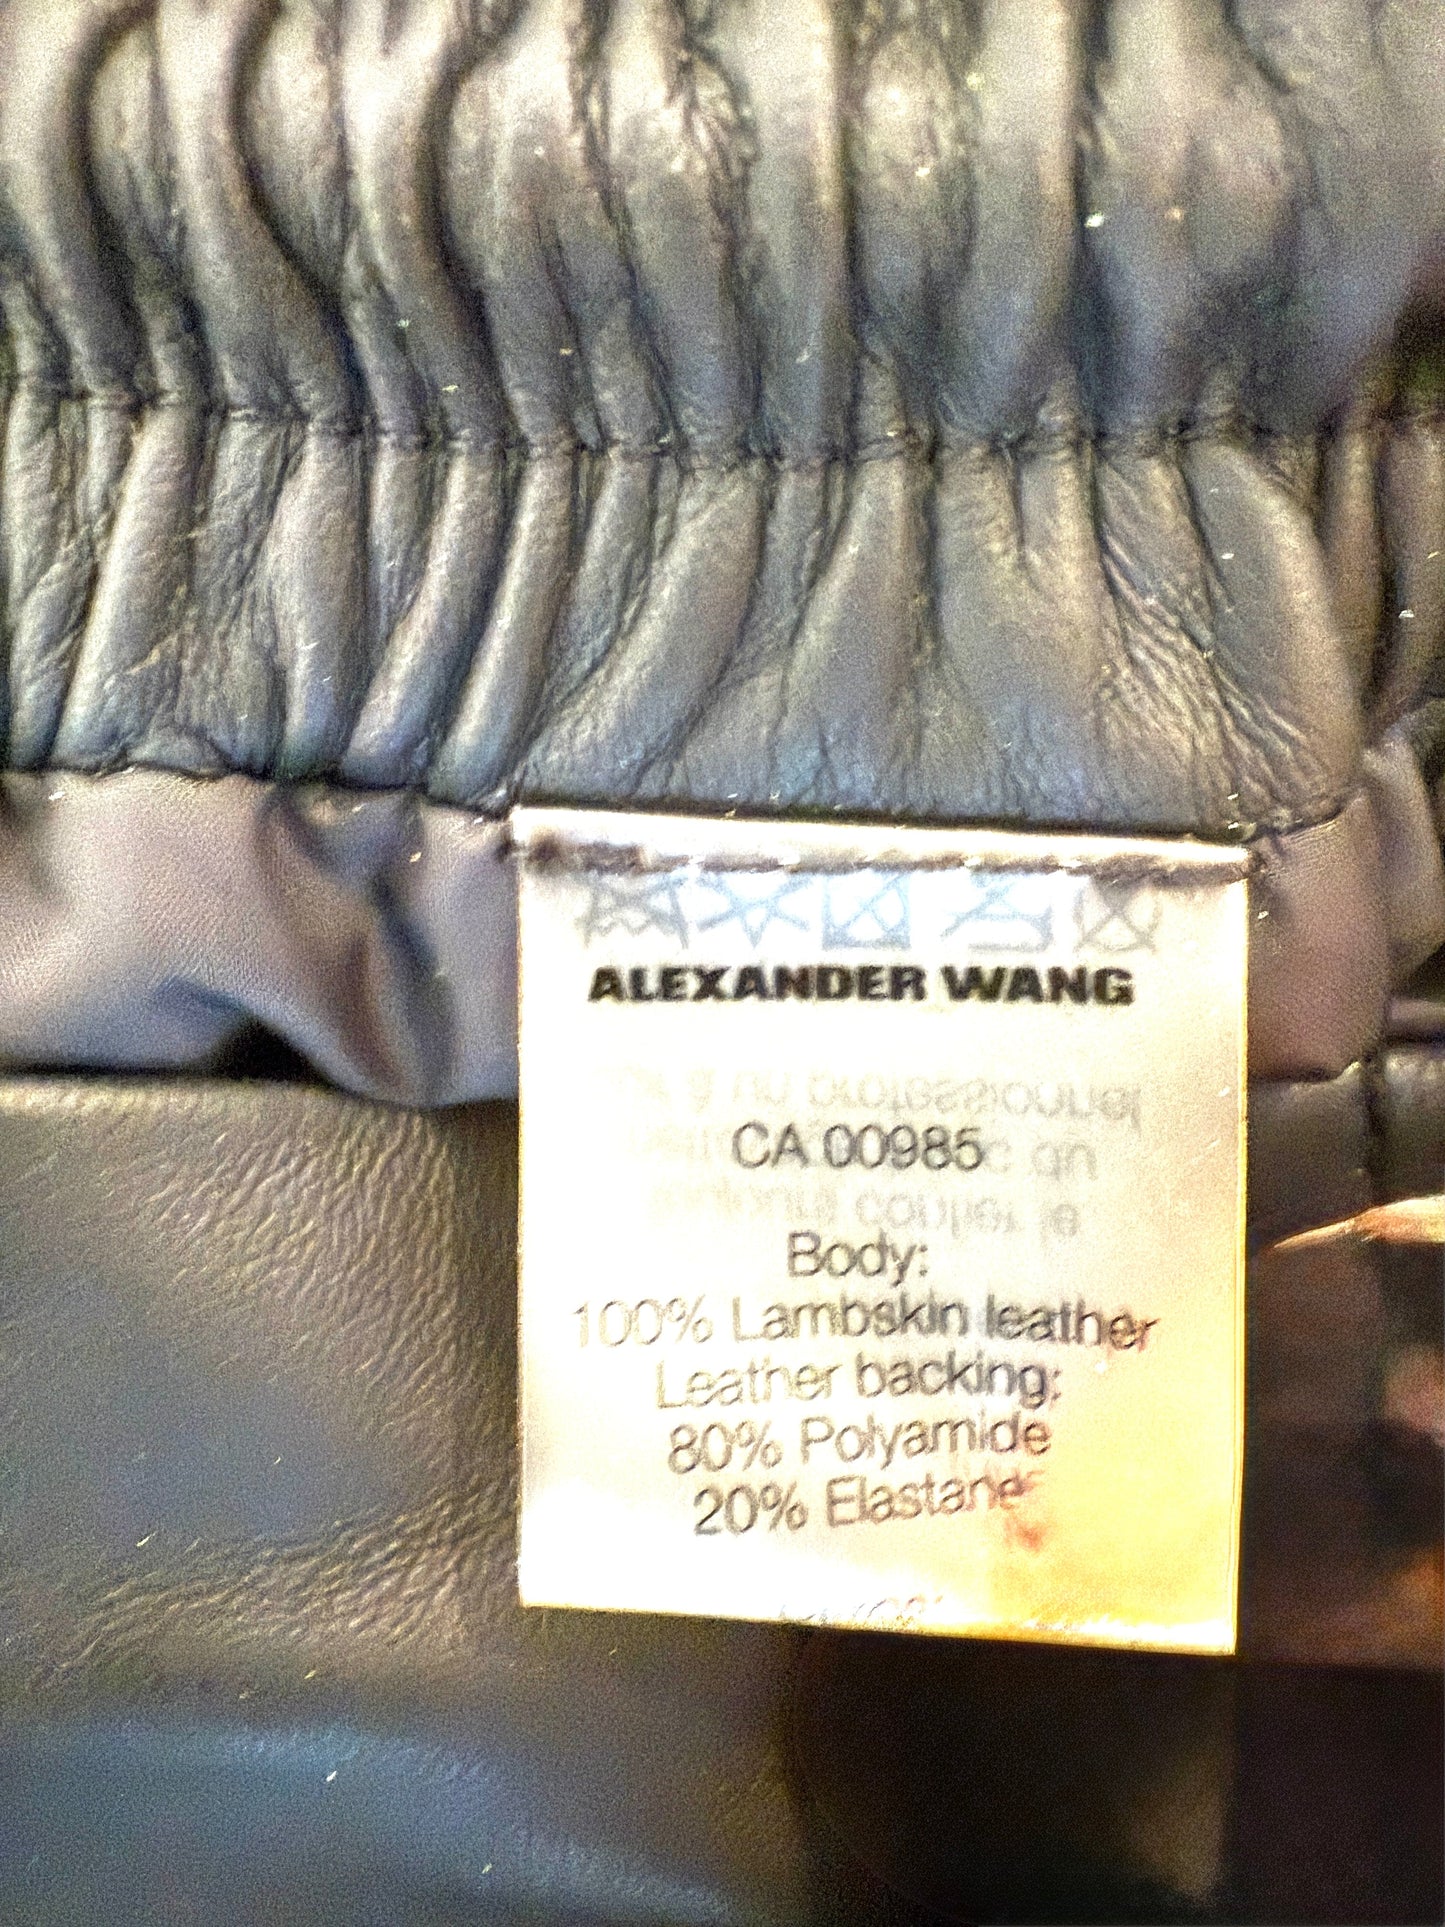 ALEXANDER WANG
CA 00985
Body:
100% Lambskin leather
Leather backing:
80% Polyamide
20% Elastane